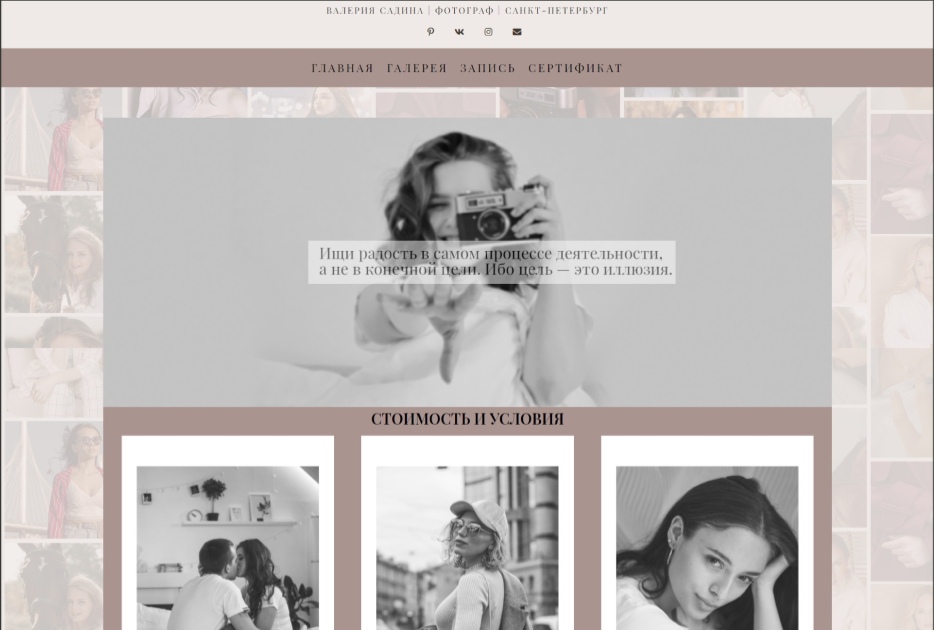 ВАЛЕРИЯ САДИНА | ФОТОГРАФ | САНКТ-ПЕТЕРБУРГ
ГЛАВНАЯ ГАЛЕРЕЯ ЗАПИСЬ СЕРТИФИКАТ
Ищи радость в самом процессе деятельности,
а не в конечной цели. Ибо цель — это иллюзия.
СТОИМОСТЬ И УСЛОВИЯ